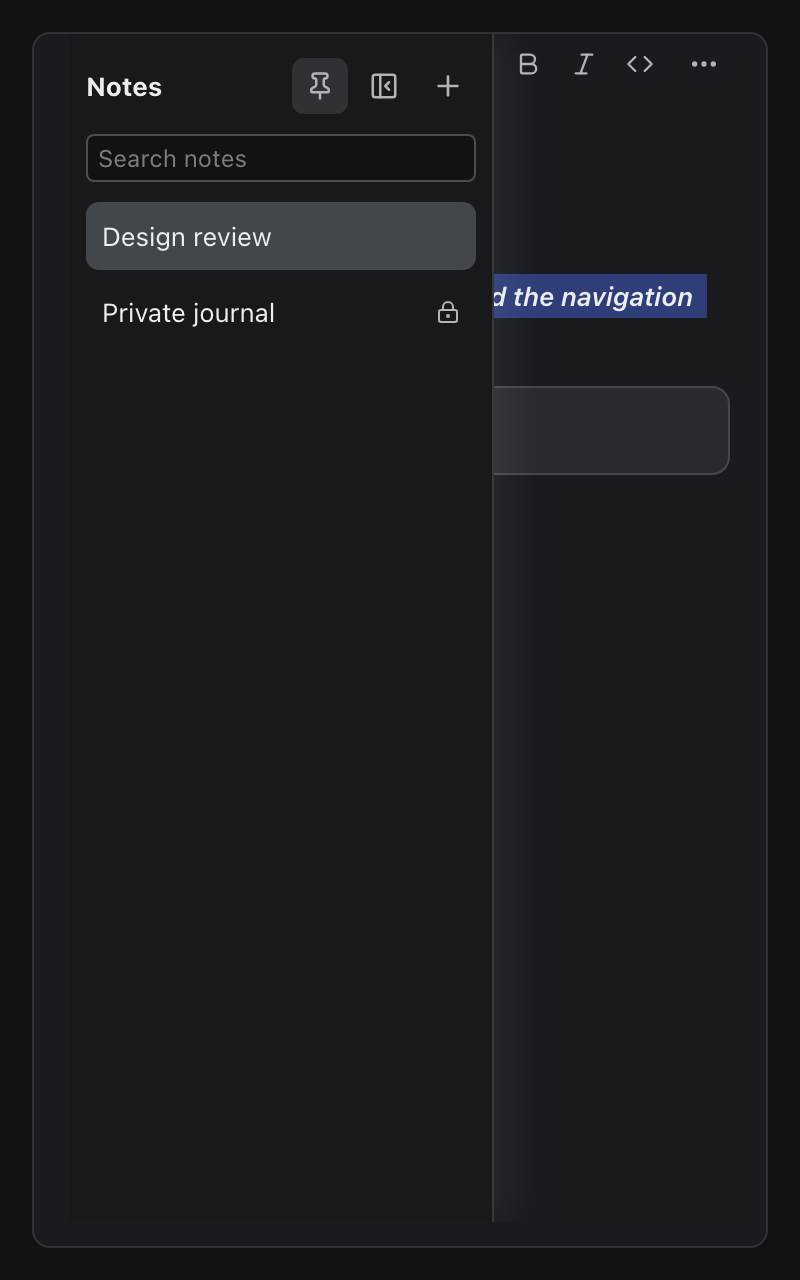 Notes
Search notes
Design review
Private journal
the navigation